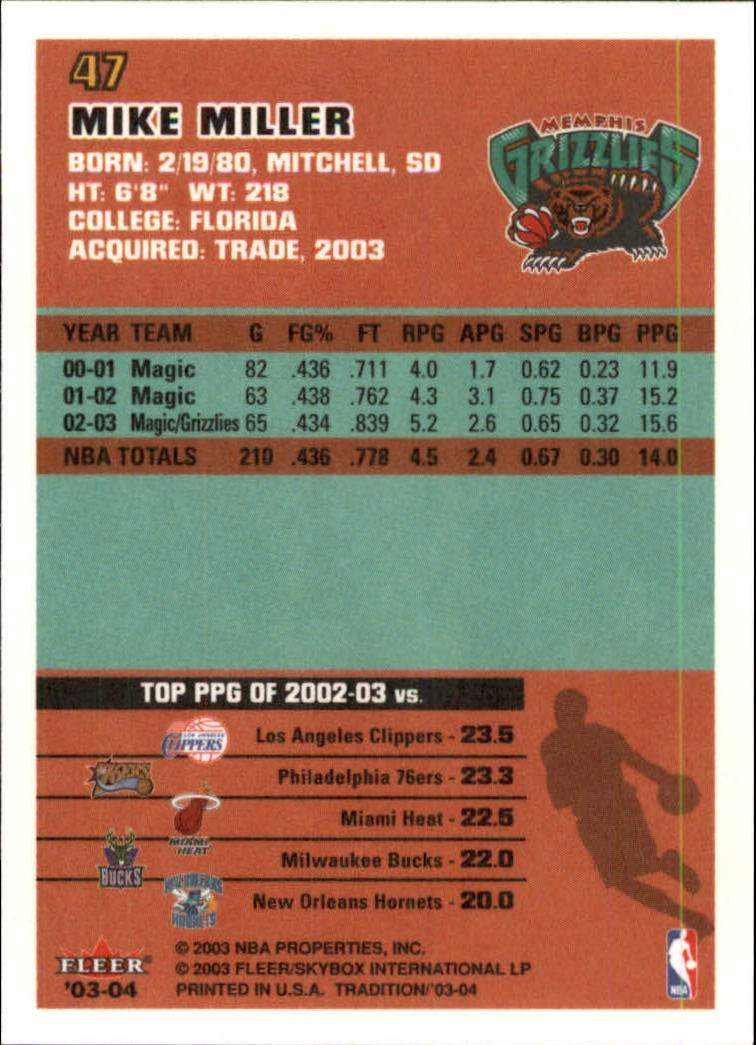 47
MIKE MILLER
BORN: 2/19/80, MITCHELL, SD
HT: 6'8" WT: 218
COLLEGE: FLORIDA
ACQUIRED: TRADE, 2003
MEMPHIS
GRIZZLIES
YEAR TEAM G FG% FT RPG APG SPG BPG PPG
00-01 Magic 82 .436 .711 4.0 1.7 0.62 0.23 11.9
01-02 Magic 63 .438 .762 4.3 3.1 0.75 0.37 15.2
02-03 Magic/Grizzlies 65 .434 .839 5.2 2.6 0.65 0.32 15.6
NBA TOTALS 210 .436 .778 4.5 2.4 0.67 0.30 14.0
TOP PPG OF 2002-03 vs.
LOS ANGELES
CLIPPERS
Los Angeles Clippers - 23.5
SIXERS
Philadelphia 76ers - 23.3
MIAMI
HEAT
Miami Heat - 22.5
BUCKS
Milwaukee Bucks - 22.0
NEW ORLEANS
HORNETS
New Orleans Hornets - 20.0
FLEER
'03-04
© 2003 NBA PROPERTIES, INC.
© 2003 FLEER/SKYBOX INTERNATIONAL LP
PRINTED IN U.S.A. TRADITION/'03-04
NBA